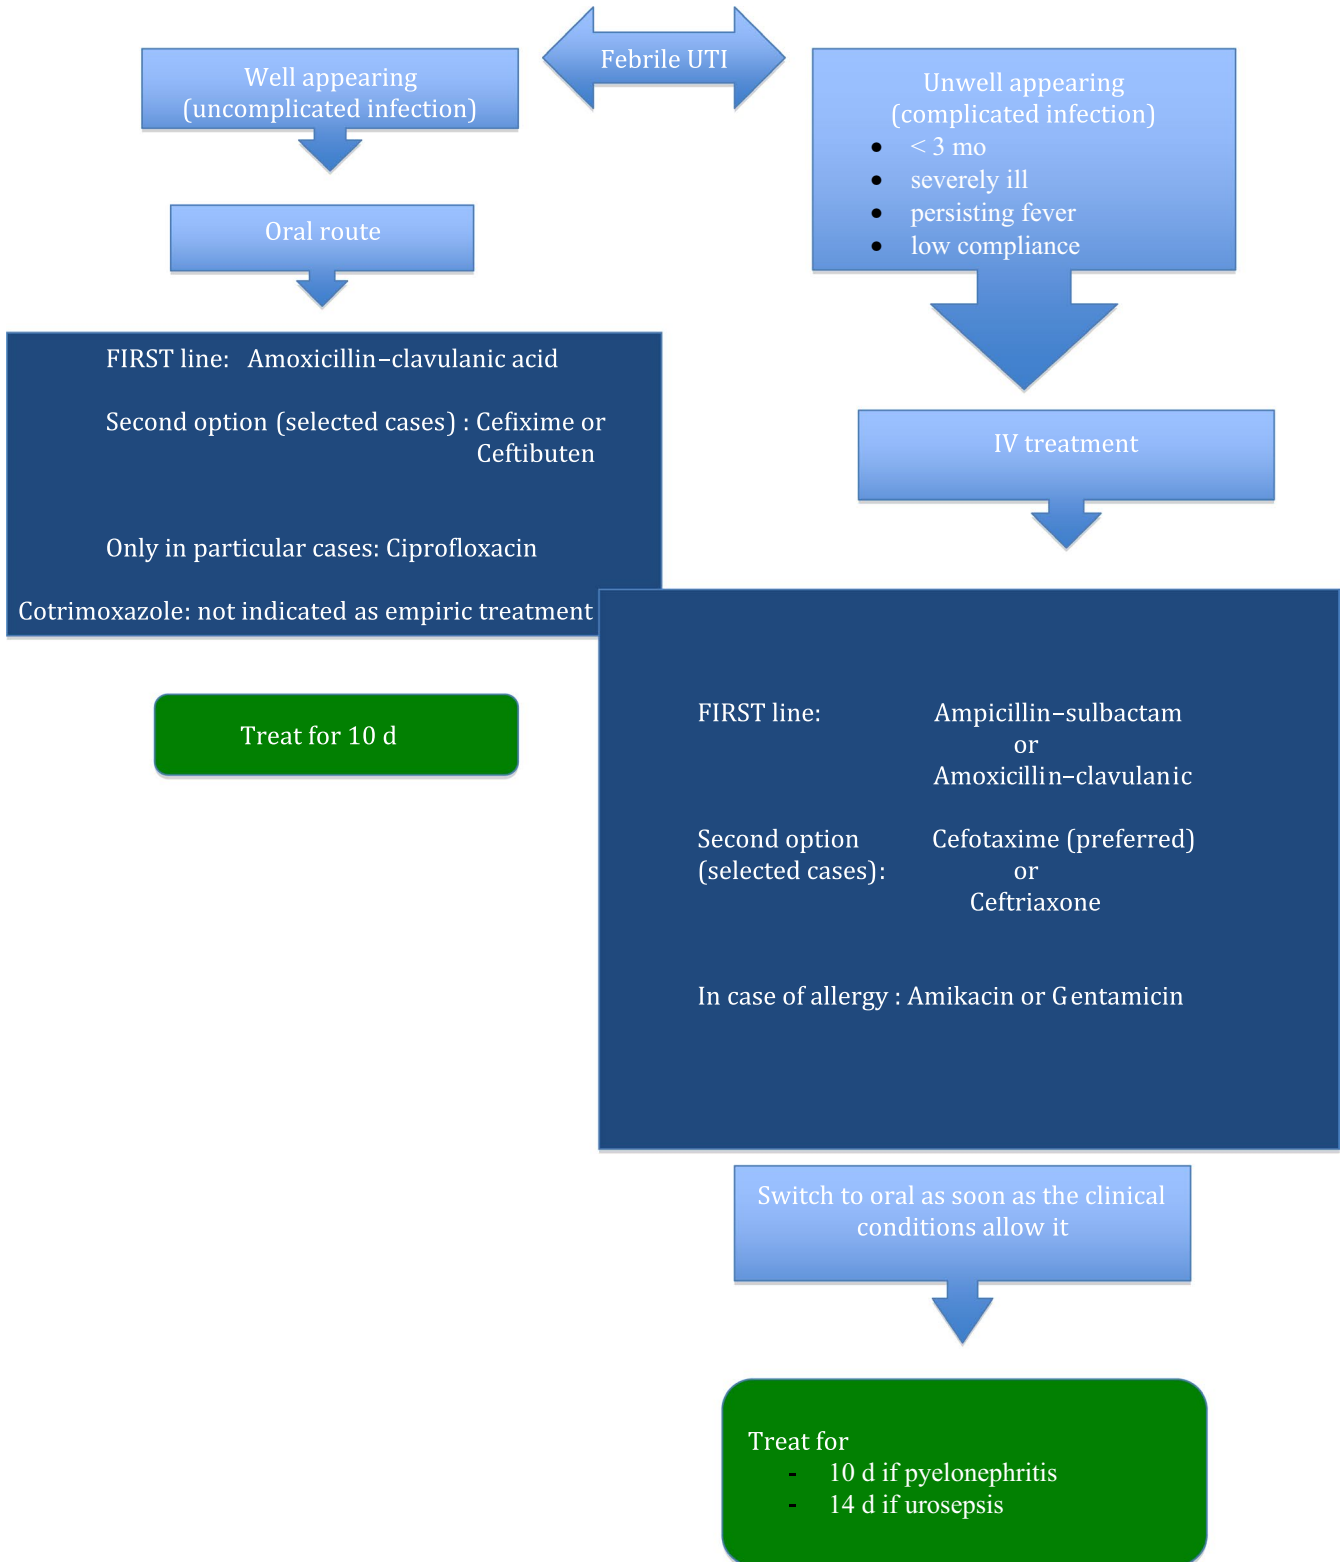 Febrile UTI
Well appearing
(uncomplicated infection)
Oral route
FIRST line: Amoxicillin–clavulanic acid
Second option (selected cases) : Cefixime or
Ceftibuten
Only in particular cases: Ciprofloxacin
Cotrimoxazole: not indicated as empiric treatment
Treat for 10 d
Unwell appearing
(complicated infection)
• < 3 mo
• severely ill
• persisting fever
• low compliance
IV treatment
FIRST line: Ampicillin–sulbactam
or
Amoxicillin–clavulanic
Second option Cefotaxime (preferred)
(selected cases): or
Ceftriaxone
In case of allergy : Amikacin or Gentamicin
Switch to oral as soon as the clinical
conditions allow it
Treat for
- 10 d if pyelonephritis
- 14 d if urosepsis